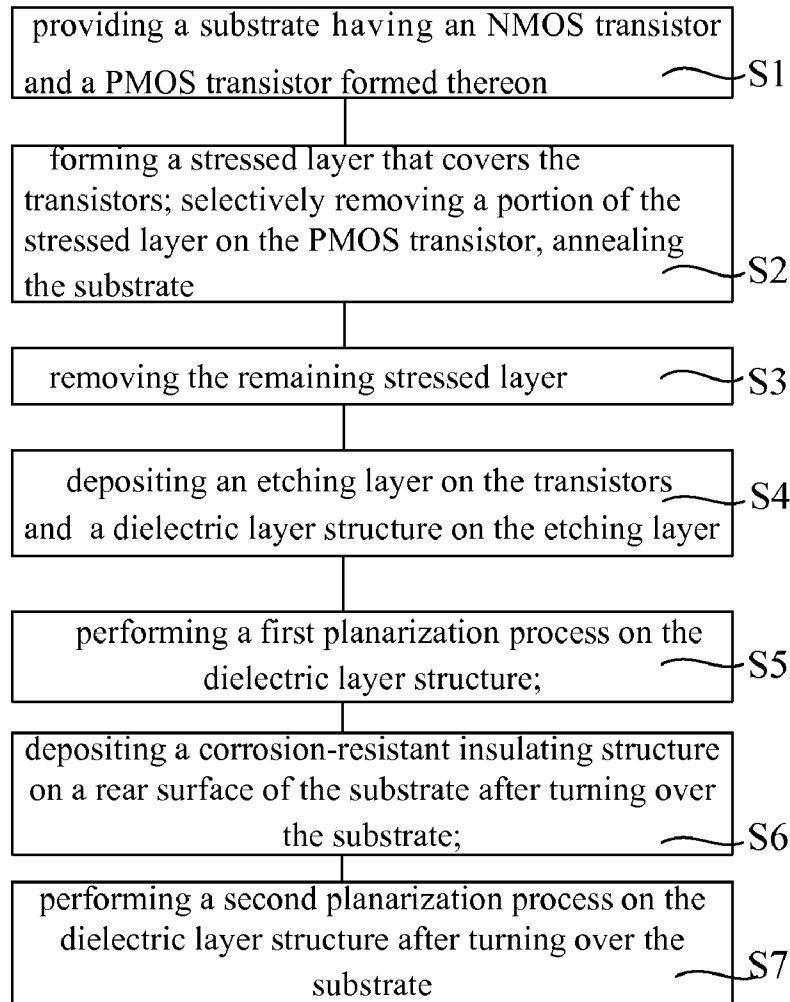 providing a substrate having an NMOS transistor
and a PMOS transistor formed thereon
S1
forming a stressed layer that covers the
transistors; selectively removing a portion of the
stressed layer on the PMOS transistor, annealing
the substrate
S2
removing the remaining stressed layer
S3
depositing an etching layer on the transistors
and a dielectric layer structure on the etching layer
S4
performing a first planarization process on the
dielectric layer structure;
S5
depositing a corrosion-resistant insulating structure
on a rear surface of the substrate after turning over
the substrate;
S6
performing a second planarization process on the
dielectric layer structure after turning over the
substrate
S7